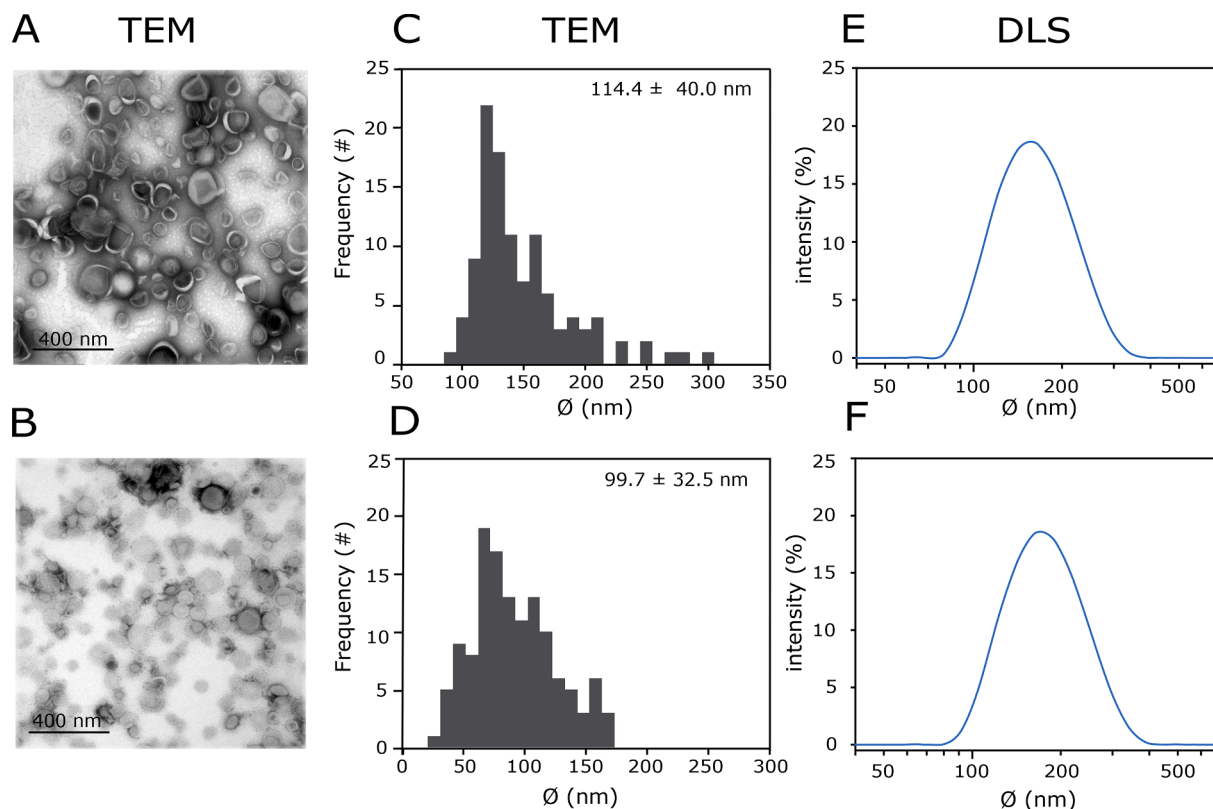 A TEM
C TEM
E DLS
400 nm
25
20
15
10
5
0
Frequency (#)
114.4 ± 40.0 nm
50 100 150 200 250 300 350
Ø (nm)
25
20
15
10
5
0
intensity (%)
50 100 200 500
Ø (nm)
B
400 nm
D
25
20
15
10
5
0
Frequency (#)
99.7 ± 32.5 nm
0 50 100 150 200 250 300
Ø (nm)
F
25
20
15
10
5
0
intensity (%)
50 100 200 500
Ø (nm)